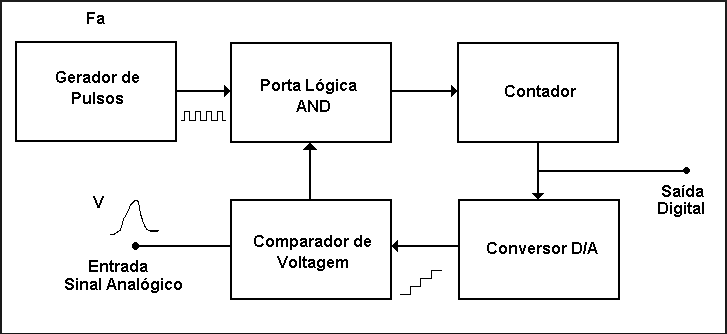 Fa
Gerador de
Pulsos
Porta Lógica
AND
Contador
Saída
Digital
V
Entrada
Sinal Analógico
Comparador de
Voltagem
Conversor D/A